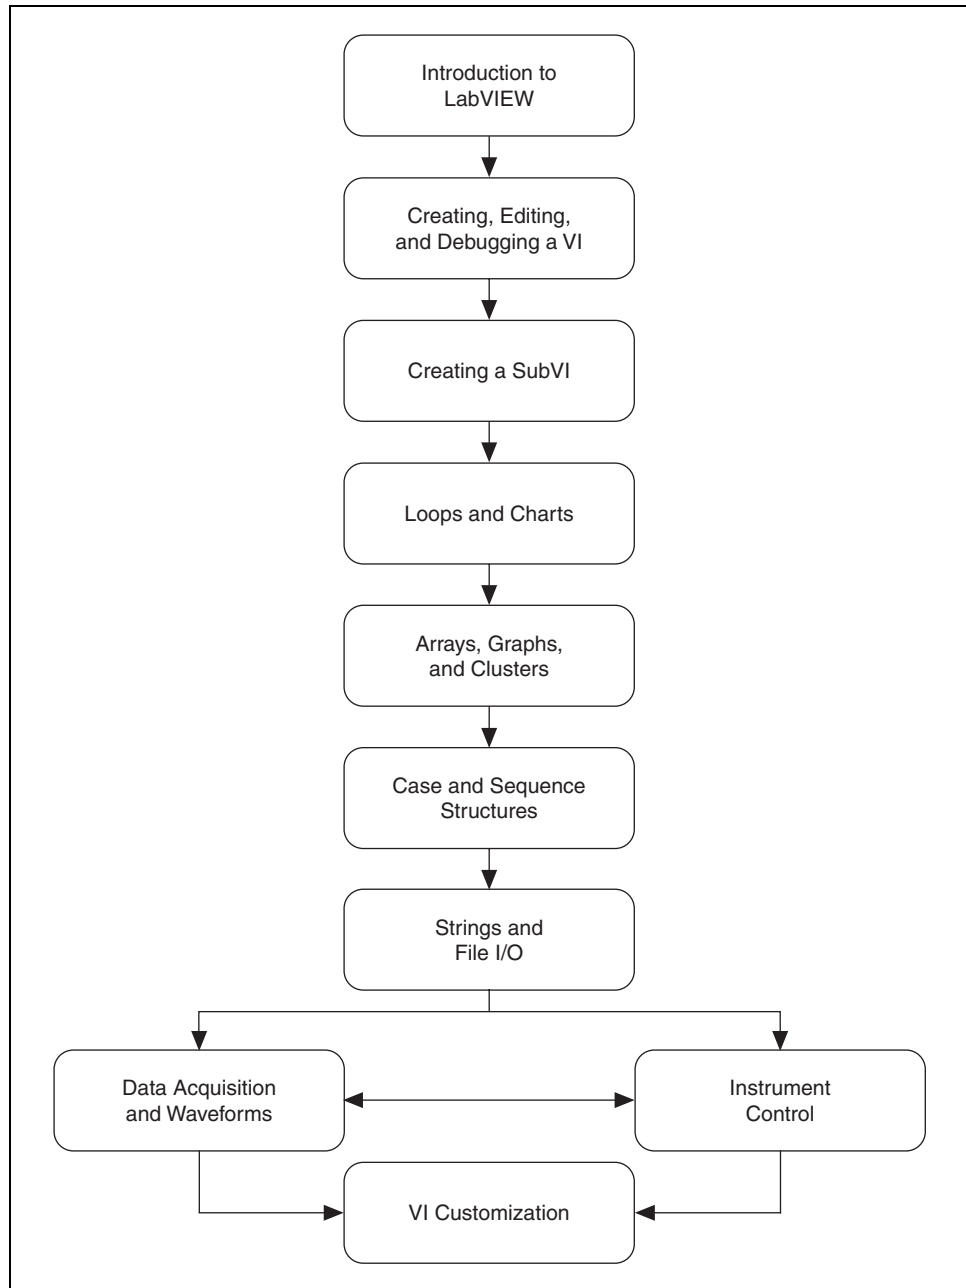 Introduction to
LabVIEW
Creating, Editing,
and Debugging a VI
Creating a SubVI
Loops and Charts
Arrays, Graphs,
and Clusters
Case and Sequence
Structures
Strings and
File I/O
Data Acquisition
and Waveforms
Instrument
Control
VI Customization